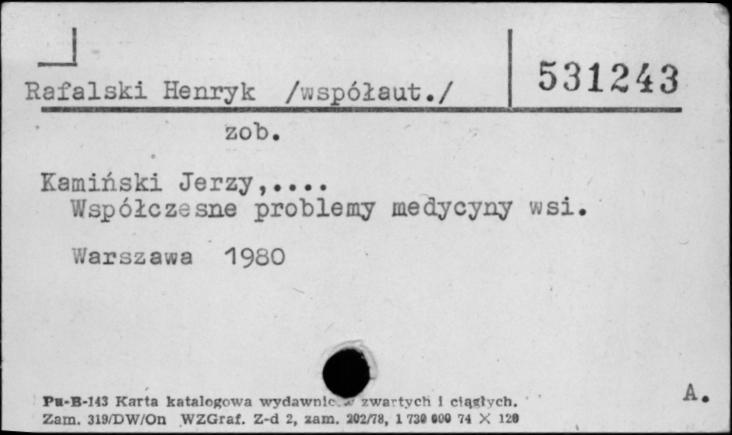 Rafalski Henryk /współaut./
531243
zob.
Kamiński Jerzy,....
Współczesne problemy medycyny wsi.
Warszawa 1980
A.
Pu-B-143 Karta katalogowa zwartych i ciągłych.
Zam. 319/DW/On WZGraf. Z-d 2, zam. 202/78, 1 730 000 74 X 120